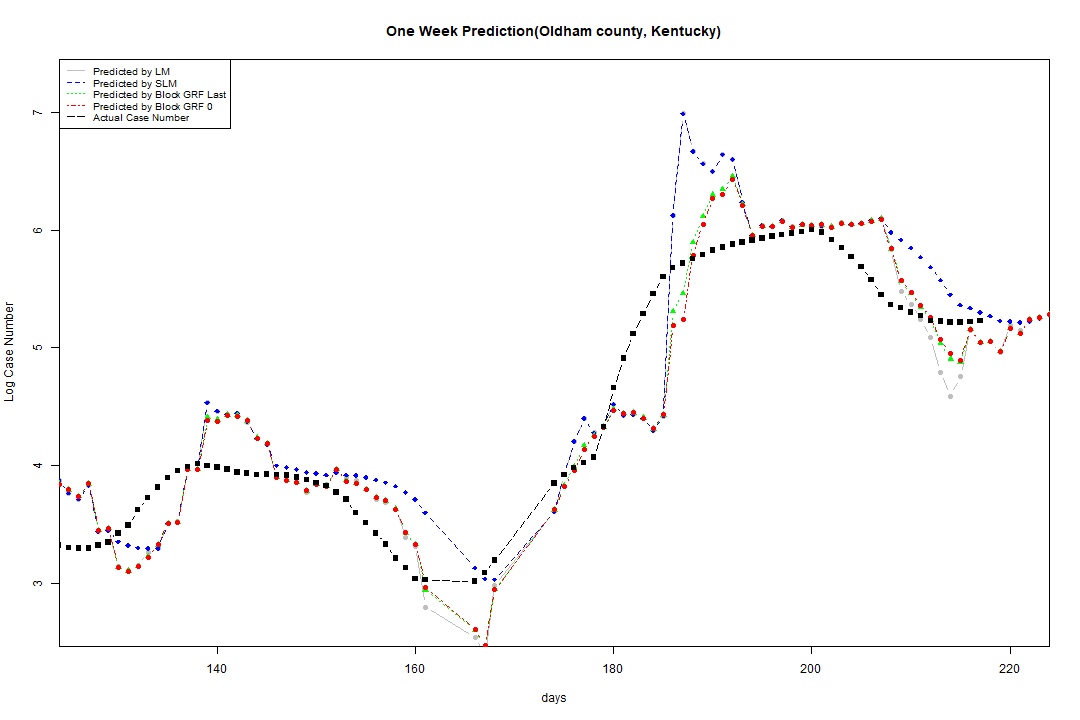 One Week Prediction(Oldham county, Kentucky)
Predicted by LM
Predicted by SLM
Predicted by Block GRF Last
Predicted by Block GRF 0
Actual Case Number
7
6
5
4
3
Log Case Number
140 160 180 200 220
days